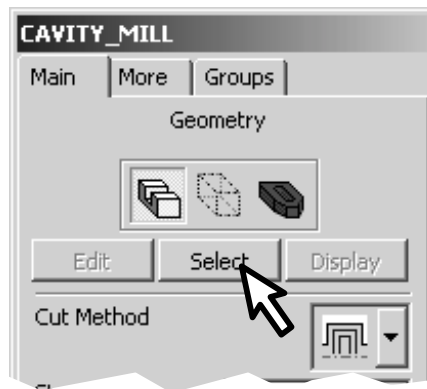 CAVITY_MILL
Main More Groups
Geometry
Edit Select Display
Cut Method